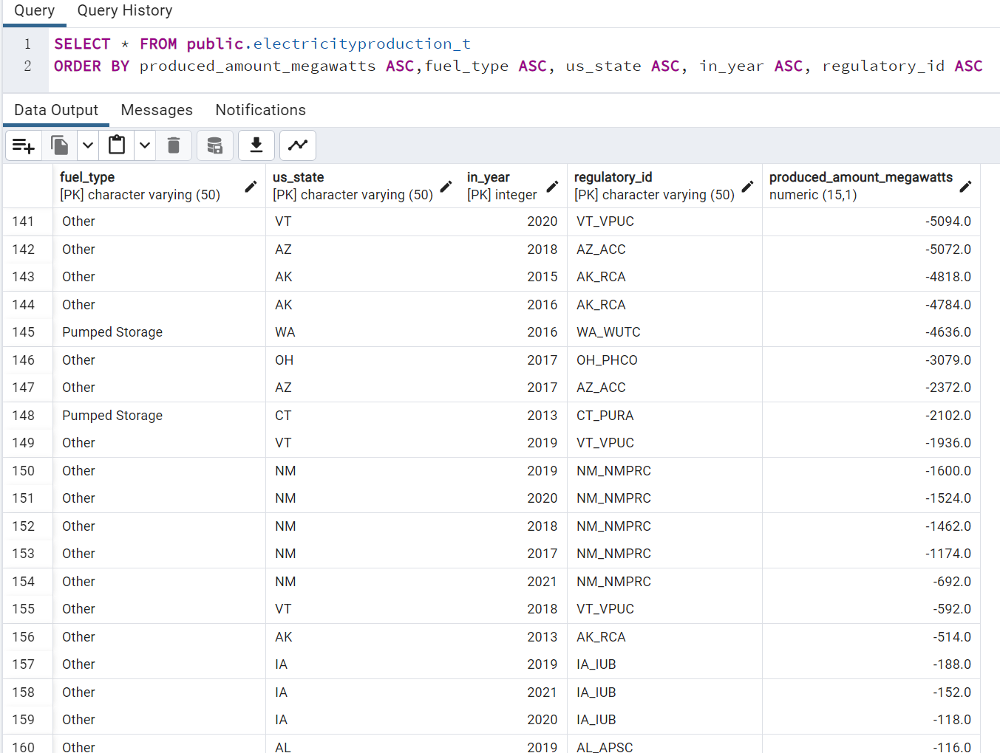 Query Query History
1 SELECT * FROM public.electricityproduction_t
2 ORDER BY produced_amount_megawatts ASC,fuel_type ASC, us_state ASC, in_year ASC, regulatory_id ASC
Data Output Messages Notifications
fuel_type us_state in_year regulatory_id produced_amount_megawatts
[PK] character varying (50) [PK] character varying (50) [PK] integer [PK] character varying (50) numeric (15,1)
141 Other VT 2020 VT_VPUC -5094.0
142 Other AZ 2018 AZ_ACC -5072.0
143 Other AK 2015 AK_RCA -4818.0
144 Other AK 2016 AK_RCA -4784.0
145 Pumped Storage WA 2016 WA_WUTC -4636.0
146 Other OH 2017 OH_PHCO -3079.0
147 Other AZ 2017 AZ_ACC -2372.0
148 Pumped Storage CT 2013 CT_PURA -2102.0
149 Other VT 2019 VT_VPUC -1936.0
150 Other NM 2019 NM_NMPRC -1600.0
151 Other NM 2020 NM_NMPRC -1524.0
152 Other NM 2018 NM_NMPRC -1462.0
153 Other NM 2017 NM_NMPRC -1174.0
154 Other NM 2021 NM_NMPRC -692.0
155 Other VT 2018 VT_VPUC -592.0
156 Other AK 2013 AK_RCA -514.0
157 Other IA 2019 IA_IUB -188.0
158 Other IA 2021 IA_IUB -152.0
159 Other IA 2020 IA_IUB -118.0
160 Other AL 2019 AL_APSC -116.0